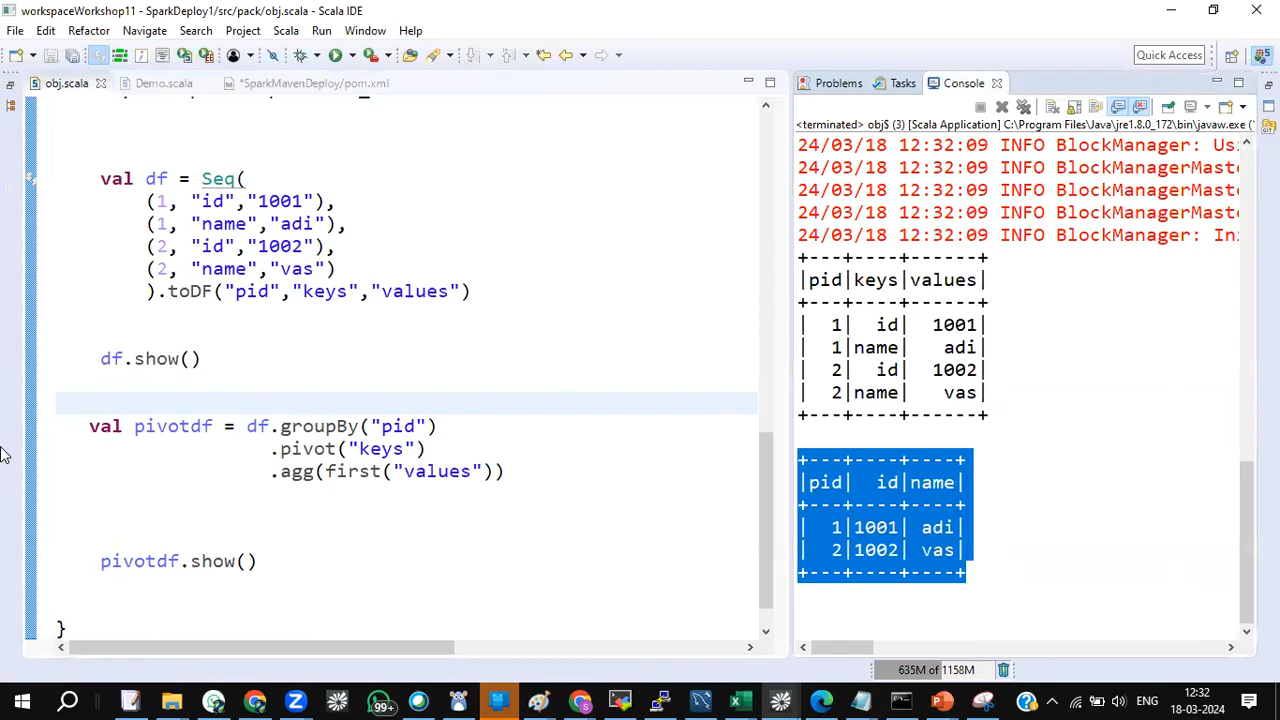 workspaceWorkshop11 - SparkDeploy1/src/pack/obj.scala - Scala IDE
File Edit Refactor Navigate Search Project Scala Run Window Help
Quick Access
obj.scala Demo.scala *SparkMavenDeploy/pom.xml
val df = Seq(
(1, "id","1001"),
(1, "name","adi"),
(2, "id","1002"),
(2, "name","vas")
).toDF("pid","keys","values")
df.show()
val pivotdf = df.groupBy("pid")
.pivot("keys")
.agg(first("values"))
pivotdf.show()
}
Problems Tasks Console
<terminated> obj$ (3) [Scala Application] C:\Program Files\Java\jre1.8.0_172\bin\javaw.exe (
24/03/18 12:32:09 INFO BlockManager: Us
24/03/18 12:32:09 INFO BlockManagerMast
24/03/18 12:32:09 INFO BlockManagerMast
24/03/18 12:32:09 INFO BlockManagerMast
24/03/18 12:32:09 INFO BlockManager: In
+---+----+------+
|pid|keys|values|
+---+----+------+
|  1|  id|  1001|
|  1|name|   adi|
|  2|  id|  1002|
|  2|name|   vas|
+---+----+------+
+---+----+----+
|pid|  id|name|
+---+----+----+
|  1|1001| adi|
|  2|1002| vas|
+---+----+----+
635M of 1158M
99+
ENG
12:32
18-03-2024